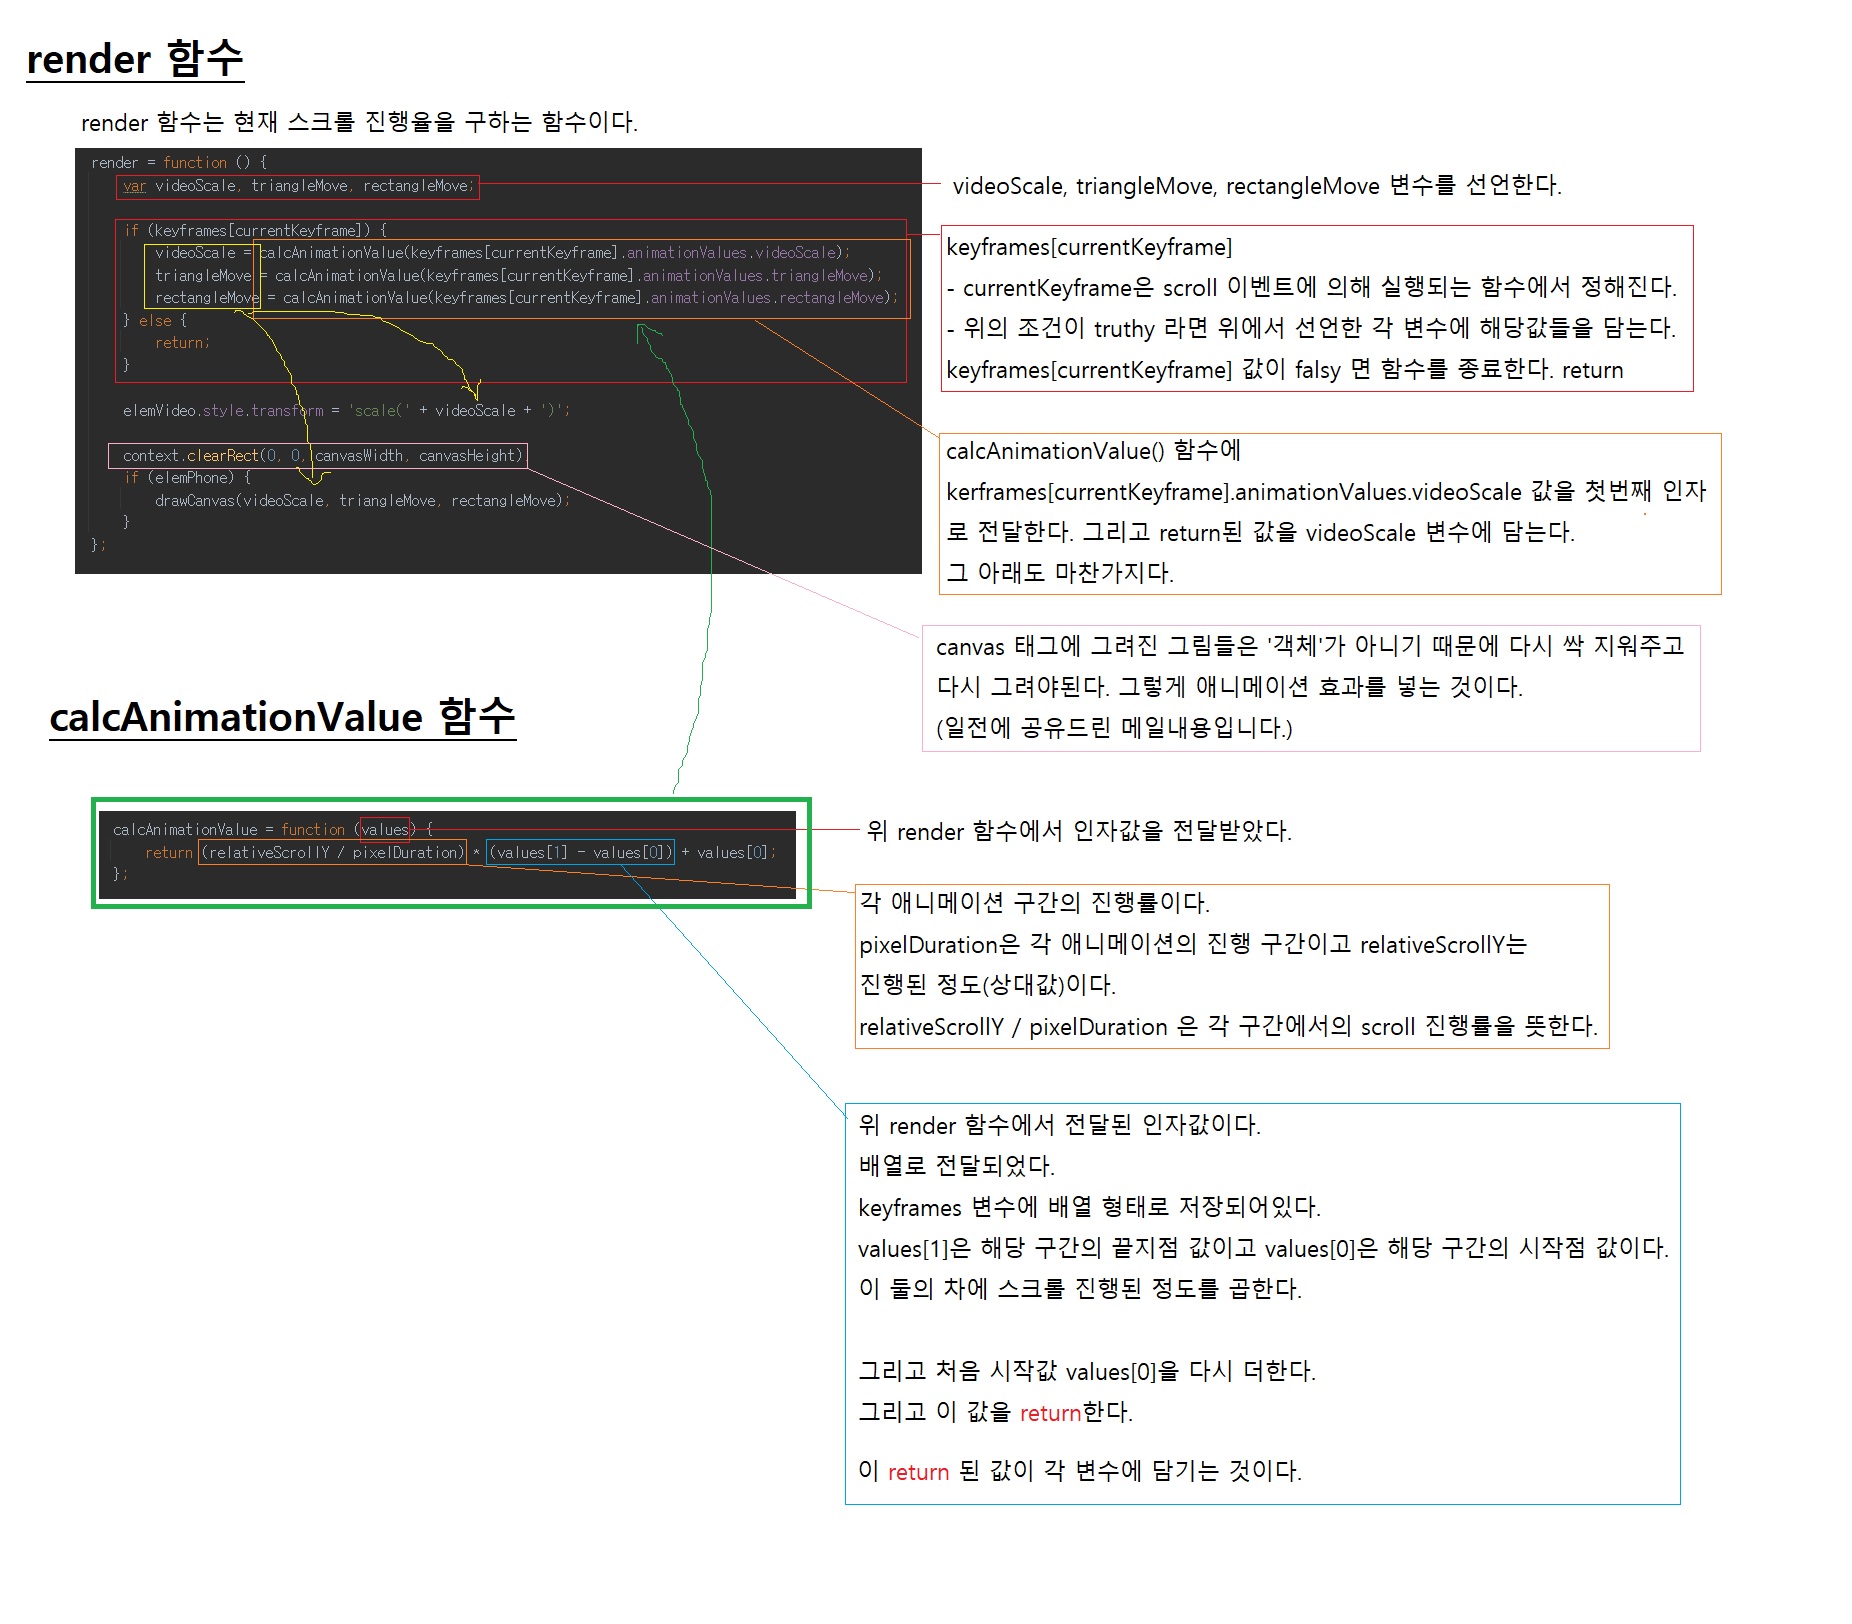 render 함수
render 함수는 현재 스크롤 진행율을 구하는 함수이다.
render = function () {
var videoScale, triangleMove, rectangleMove;
if (keyframes[currentKeyframe]) {
videoScale = calcAnimationValue(keyframes[currentKeyframe].animationValues.videoScale);
triangleMove = calcAnimationValue(keyframes[currentKeyframe].animationValues.triangleMove);
rectangleMove = calcAnimationValue(keyframes[currentKeyframe].animationValues.rectangleMove);
} else {
return;
}
elemVideo.style.transform = 'scale(' + videoScale + ')';
context.clearRect(0, 0, canvasWidth, canvasHeight)
if (elemPhone) {
drawCanvas(videoScale, triangleMove, rectangleMove);
}
};
videoScale, triangleMove, rectangleMove 변수를 선언한다.
keyframes[currentKeyframe]
- currentKeyframe은 scroll 이벤트에 의해 실행되는 함수에서 정해진다.
- 위의 조건이 truthy 라면 위에서 선언한 각 변수에 해당값들을 담는다.
keyframes[currentKeyframe] 값이 falsy 면 함수를 종료한다. return
calcAnimationValue() 함수에
kerframes[currentKeyframe].animationValues.videoScale 값을 첫번째 인자
로 전달한다. 그리고 return된 값을 videoScale 변수에 담는다.
그 아래도 마찬가지다.
canvas 태그에 그려진 그림들은 '객체'가 아니기 때문에 다시 싹 지워주고
다시 그려야된다. 그렇게 애니메이션 효과를 넣는 것이다.
(일전에 공유드린 메일내용입니다.)
calcAnimationValue 함수
calcAnimationValue = function (values) {
return (relativeScrollY / pixelDuration) * (values[1] - values[0]) + values[0];
};
위 render 함수에서 인자값을 전달받았다.
각 애니메이션 구간의 진행률이다.
pixelDuration은 각 애니메이션의 진행 구간이고 relativeScrollY는
진행된 정도(상대값)이다.
relativeScrollY / pixelDuration 은 각 구간에서의 scroll 진행률을 뜻한다.
위 render 함수에서 전달된 인자값이다.
배열로 전달되었다.
keyframes 변수에 배열 형태로 저장되어있다.
values[1]은 해당 구간의 끝지점 값이고 values[0]은 해당 구간의 시작점 값이다.
이 둘의 차에 스크롤 진행된 정도를 곱한다.
그리고 처음 시작값 values[0]을 다시 더한다.
그리고 이 값을 return한다.
이 return 된 값이 각 변수에 담기는 것이다.